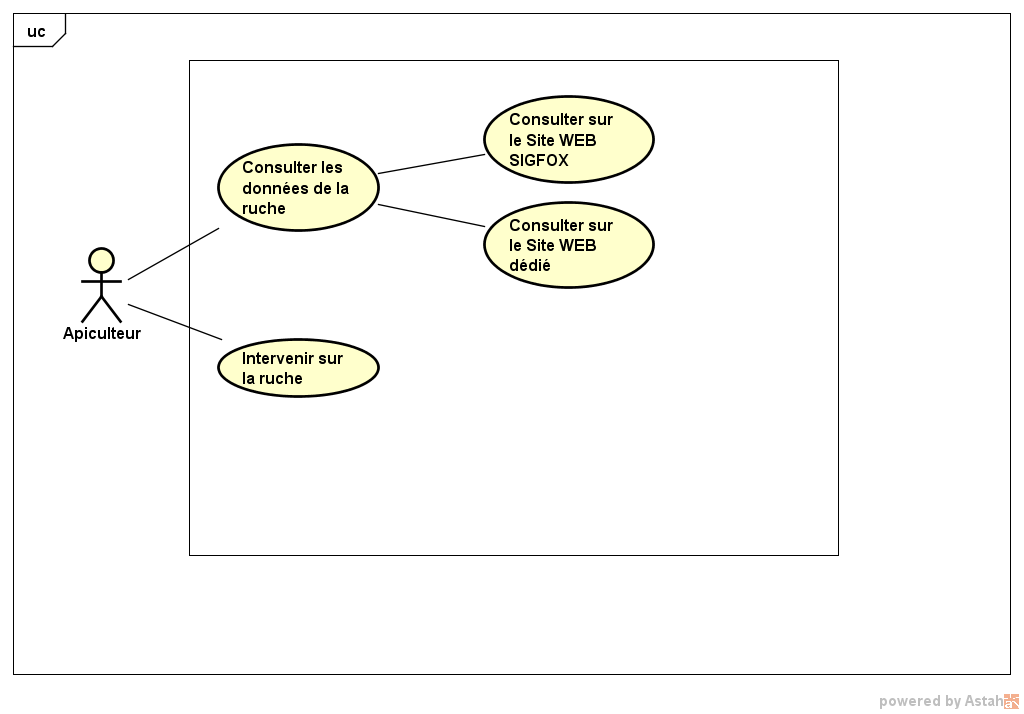 uc
Consulter sur
le Site WEB
SIGFOX
Consulter les
données de la
ruche
Consulter sur
le Site WEB
dédié
Apiculteur
Intervenir sur
la ruche
powered by Astah